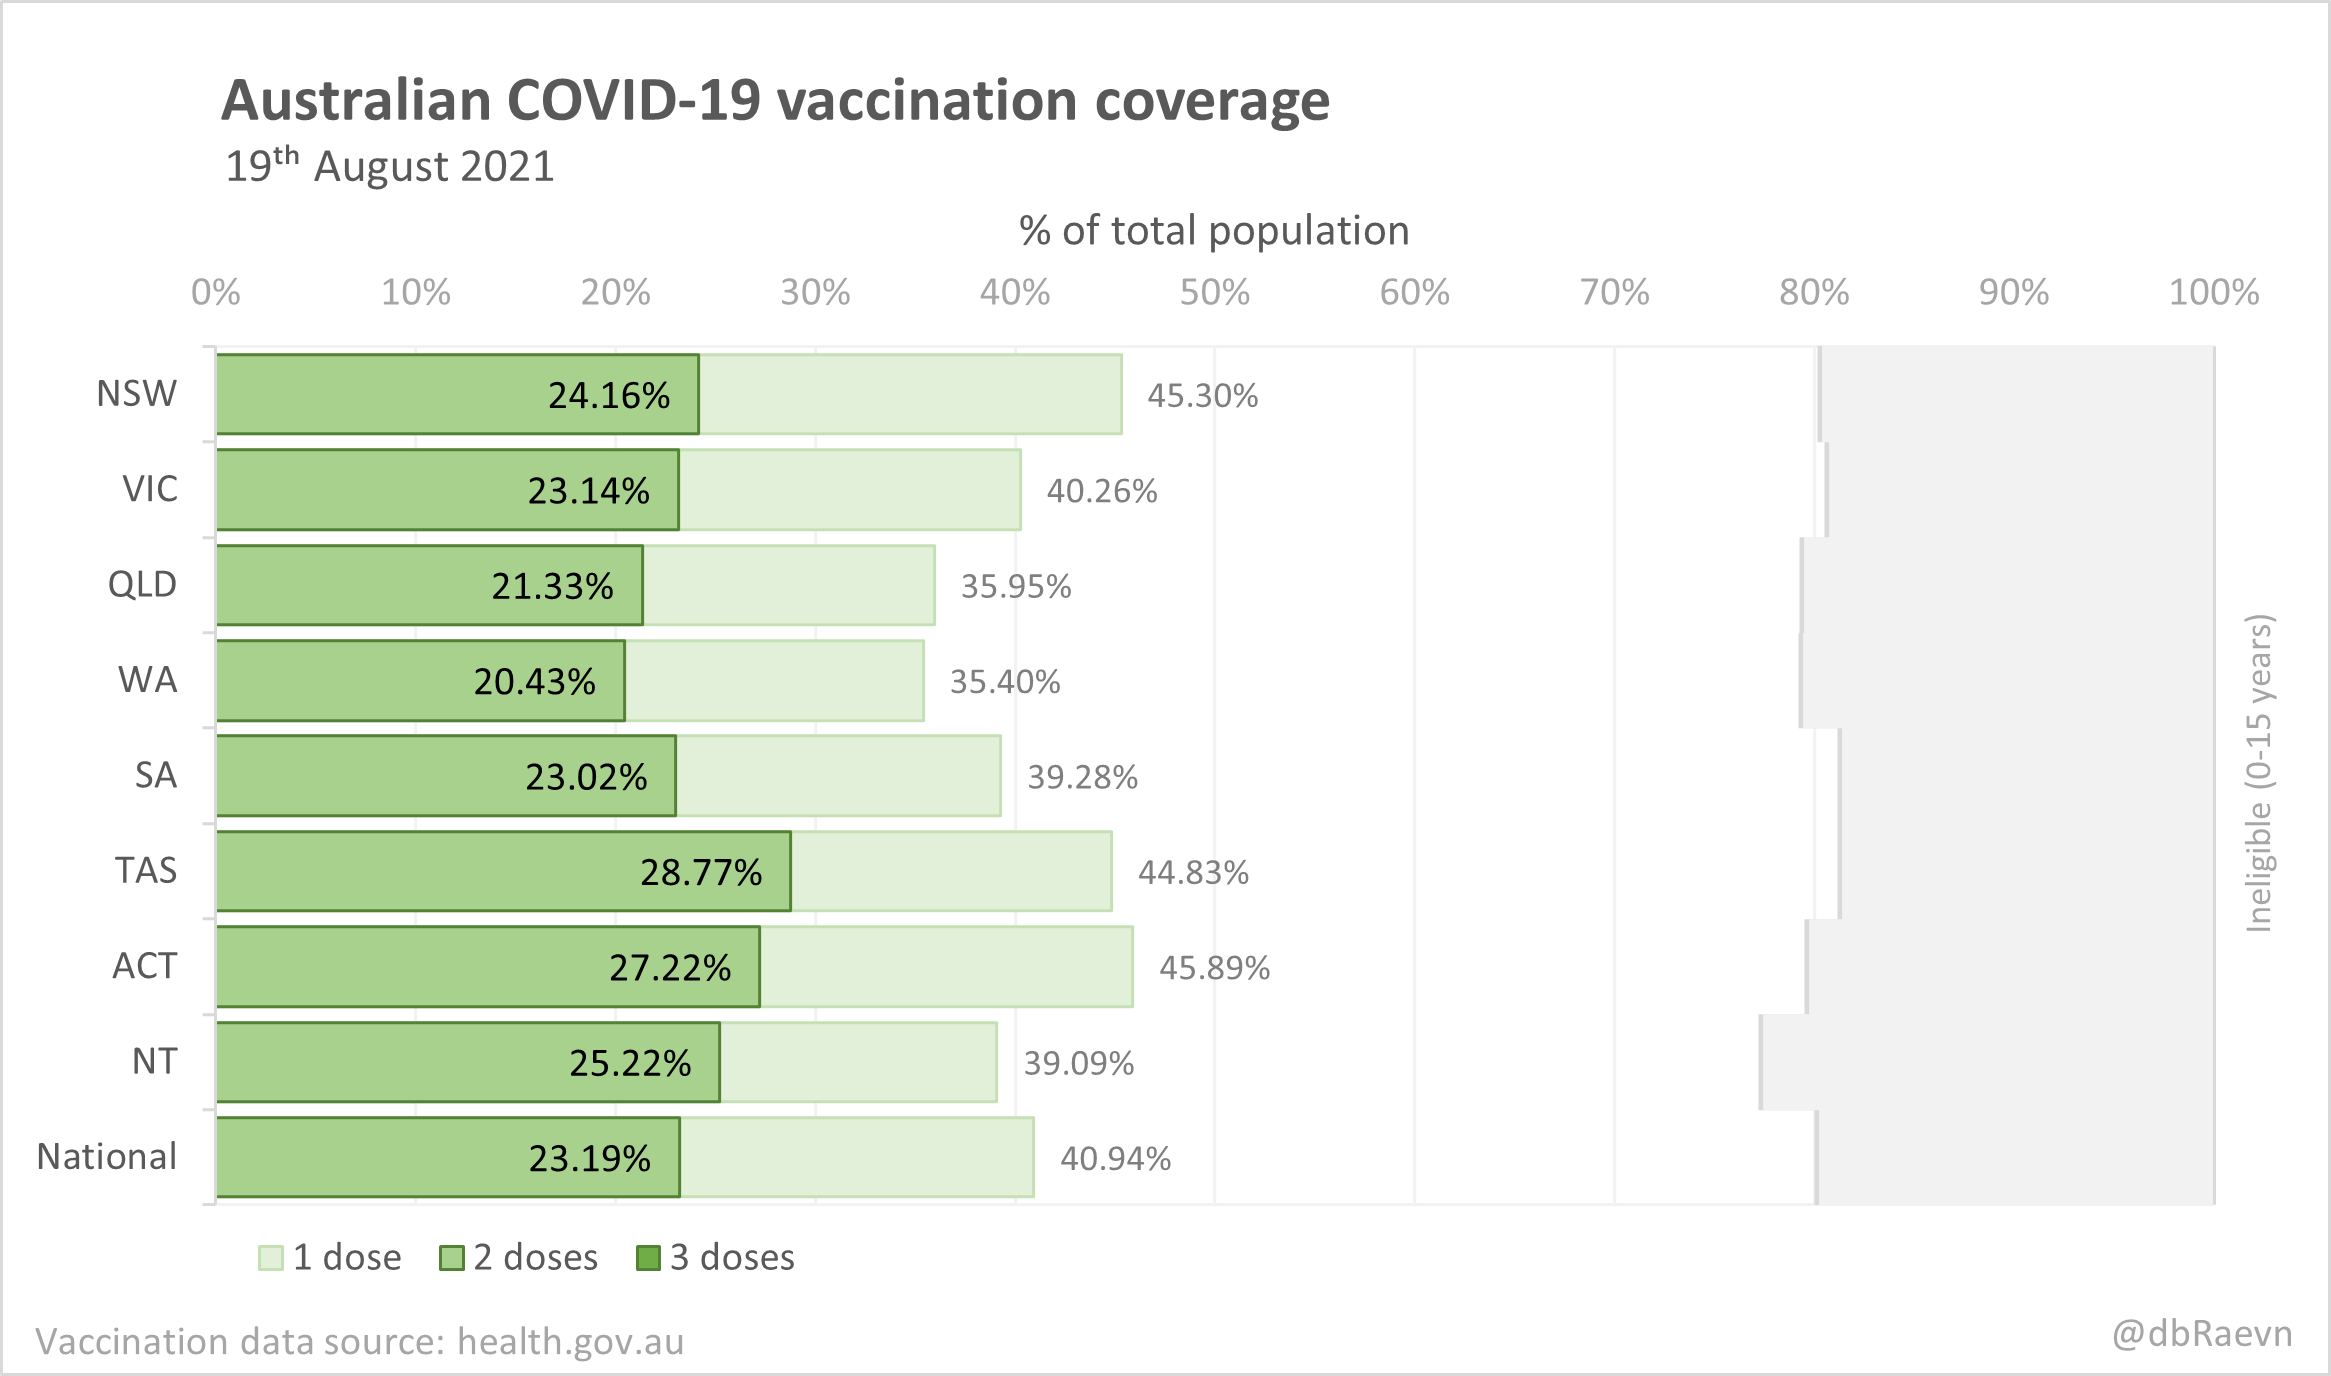 Australian COVID-19 vaccination coverage
19th August 2021
% of total population
0% 10% 20% 30% 40% 50% 60% 70% 80% 90% 100%
NSW 24.16% 45.30%
VIC 23.14% 40.26%
QLD 21.33% 35.95%
WA 20.43% 35.40%
SA 23.02% 39.28%
TAS 28.77% 44.83%
ACT 27.22% 45.89%
NT 25.22% 39.09%
National 23.19% 40.94%
Ineligible (0-15 years)
1 dose 2 doses 3 doses
Vaccination data source: health.gov.au
@dbRaevn